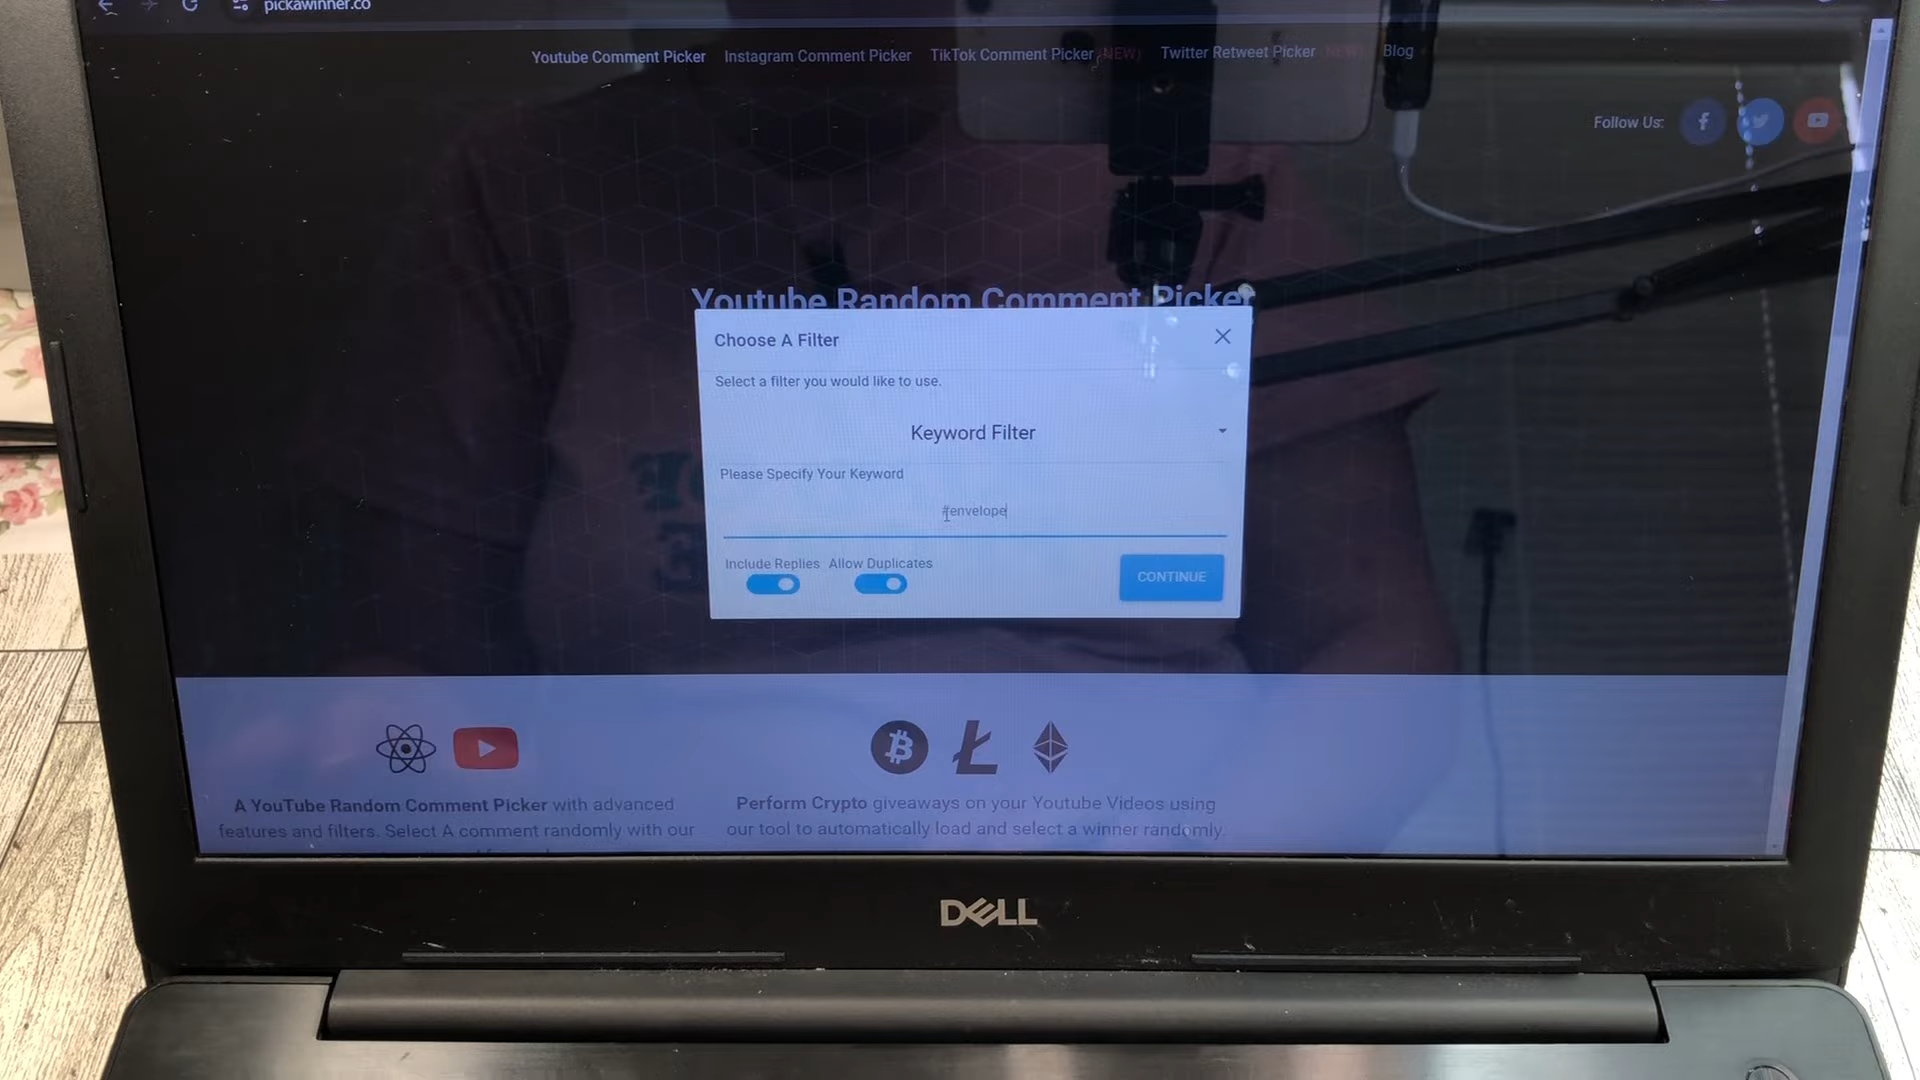 pickawinner.co
Youtube Comment Picker Instagram Comment Picker TikTok Comment Picker (NEW) Twitter Retweet Picker (NEW) Blog
Follow Us:
Youtube Random Comment Picker
Choose A Filter
Select a filter you would like to use.
Keyword Filter
Please Specify Your Keyword
#envelope
Include Replies Allow Duplicates
CONTINUE
A YouTube Random Comment Picker with advanced
features and filters. Select A comment randomly with our
Perform Crypto giveaways on your Youtube Videos using
our tool to automatically load and select a winner randomly
DELL